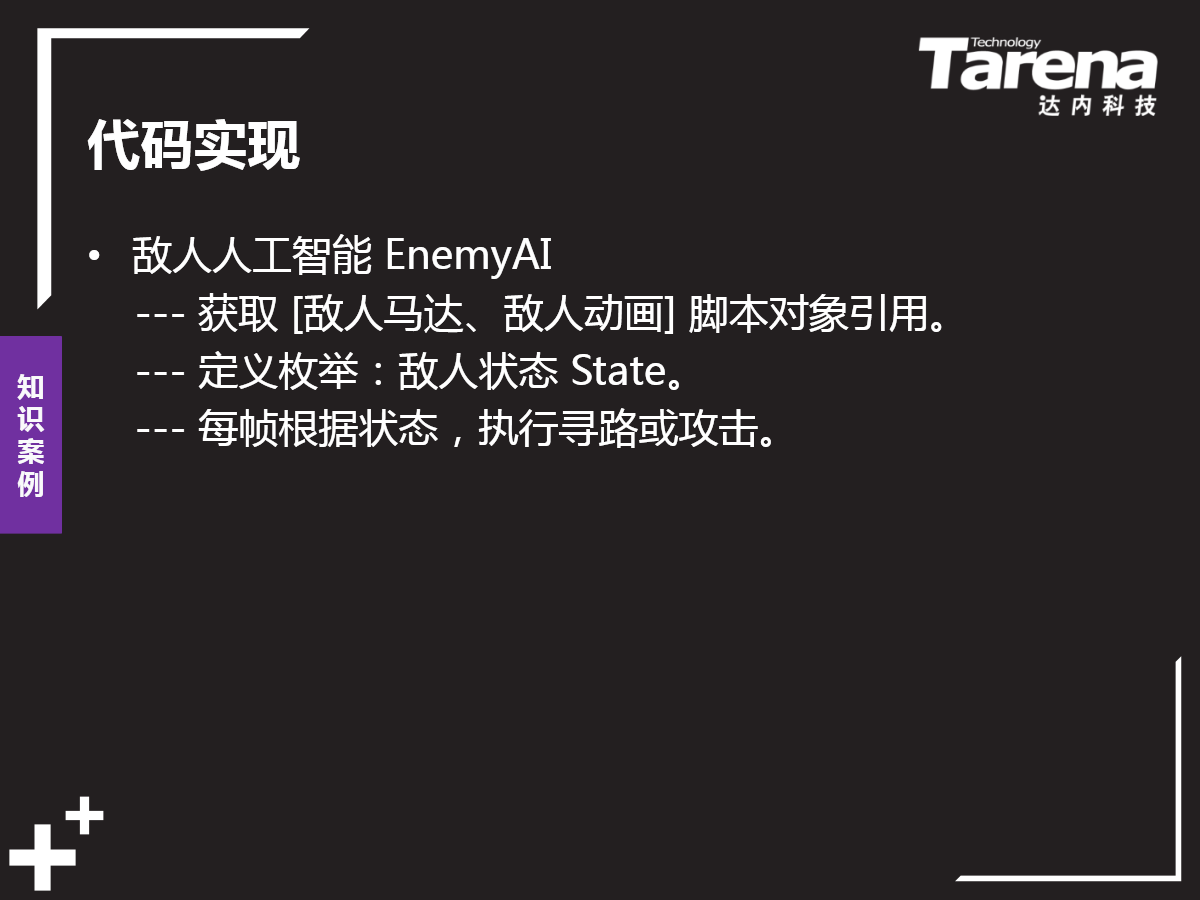 Technology
Tarena
达内科技
代码实现
• 敌人人工智能 EnemyAI
--- 获取 [敌人马达、敌人动画] 脚本对象引用。
--- 定义枚举：敌人状态 State。
--- 每帧根据状态，执行寻路或攻击。
知识案例